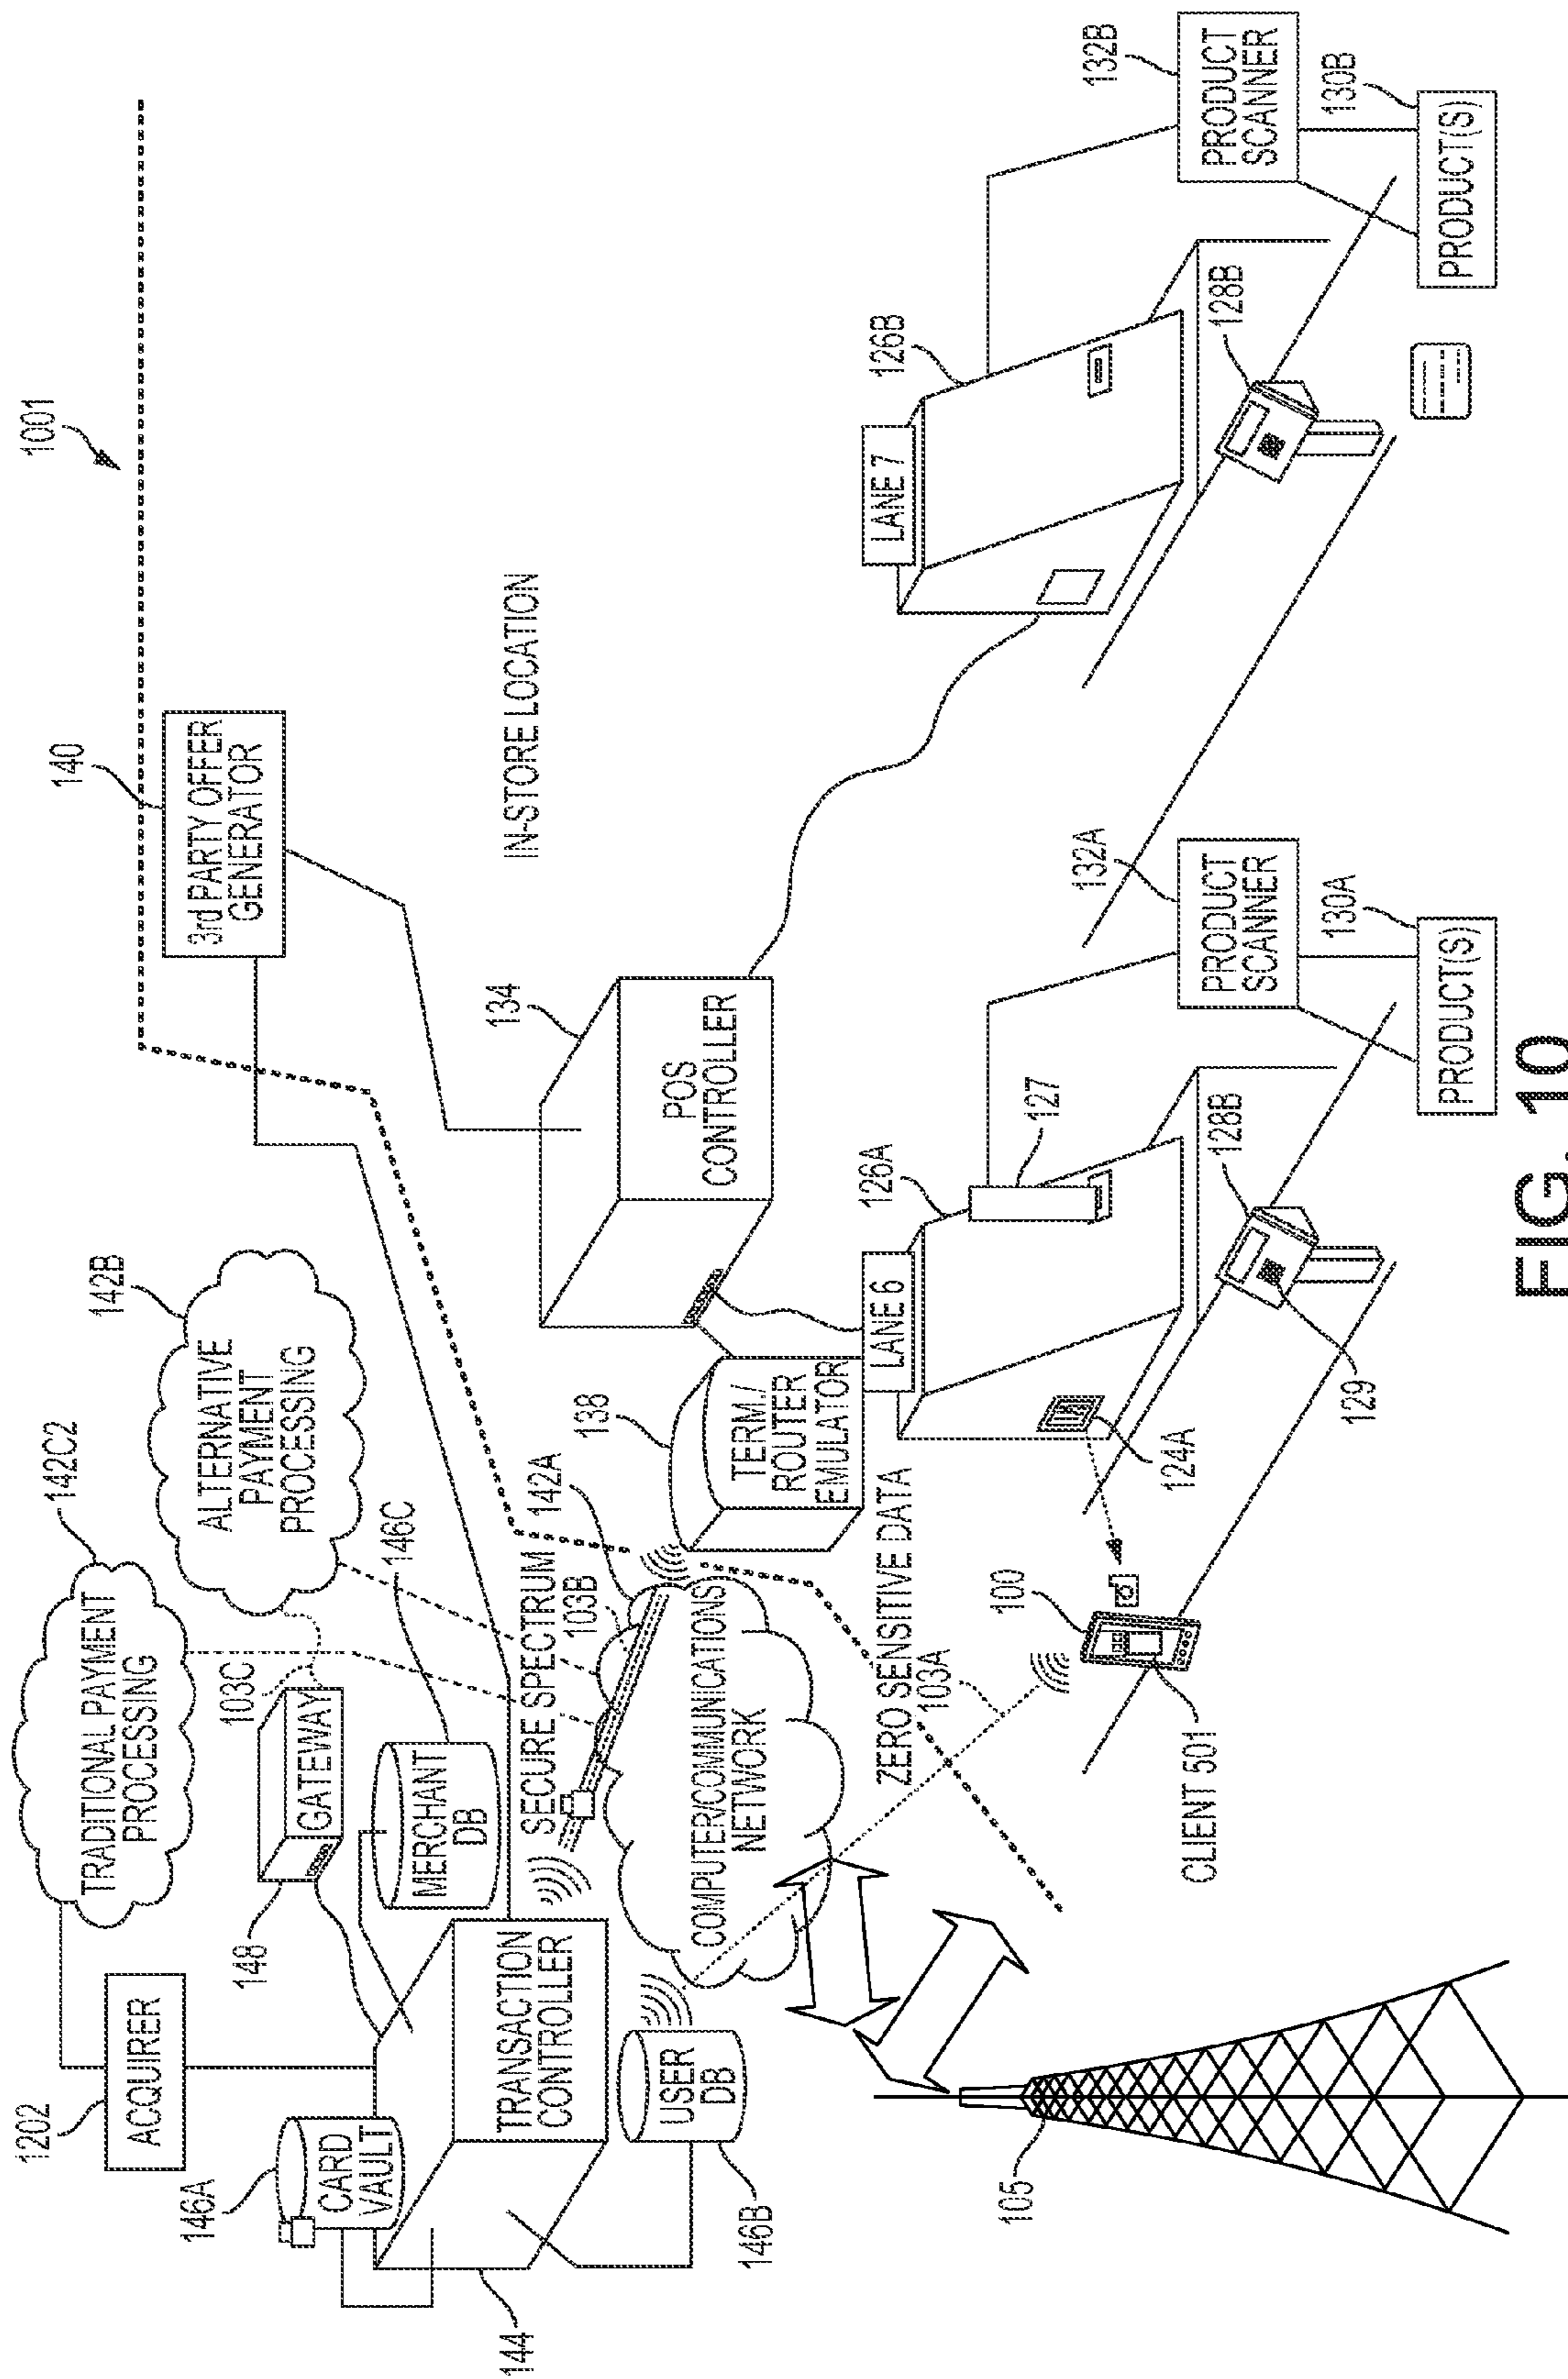 1001
140
3rd PARTY OFFER
GENERATOR
IN-STORE LOCATION
142C2
TRADITIONAL PAYMENT
PROCESSING
142B
ALTERNATIVE
PAYMENT
PROCESSING
1202
ACQUIRER
148
GATEWAY
103C
146C
MERCHANT
DB
146A
CARD
VAULT
144
TRANSACTION
CONTROLLER
USER
DB
146B
SECURE SPECTRUM
103B
142A
COMPUTER/COMMUNICATIONS
NETWORK
ZERO SENSITIVE DATA
103A
134
POS
CONTROLLER
138
TERM./
ROUTER
EMULATOR
LANE 6
126A
127
124A
128B
129
132A
PRODUCT
SCANNER
130A
PRODUCT(S)
LANE 7
126B
128B
132B
PRODUCT
SCANNER
130B
PRODUCT(S)
100
CLIENT 501
105
FIG. 10